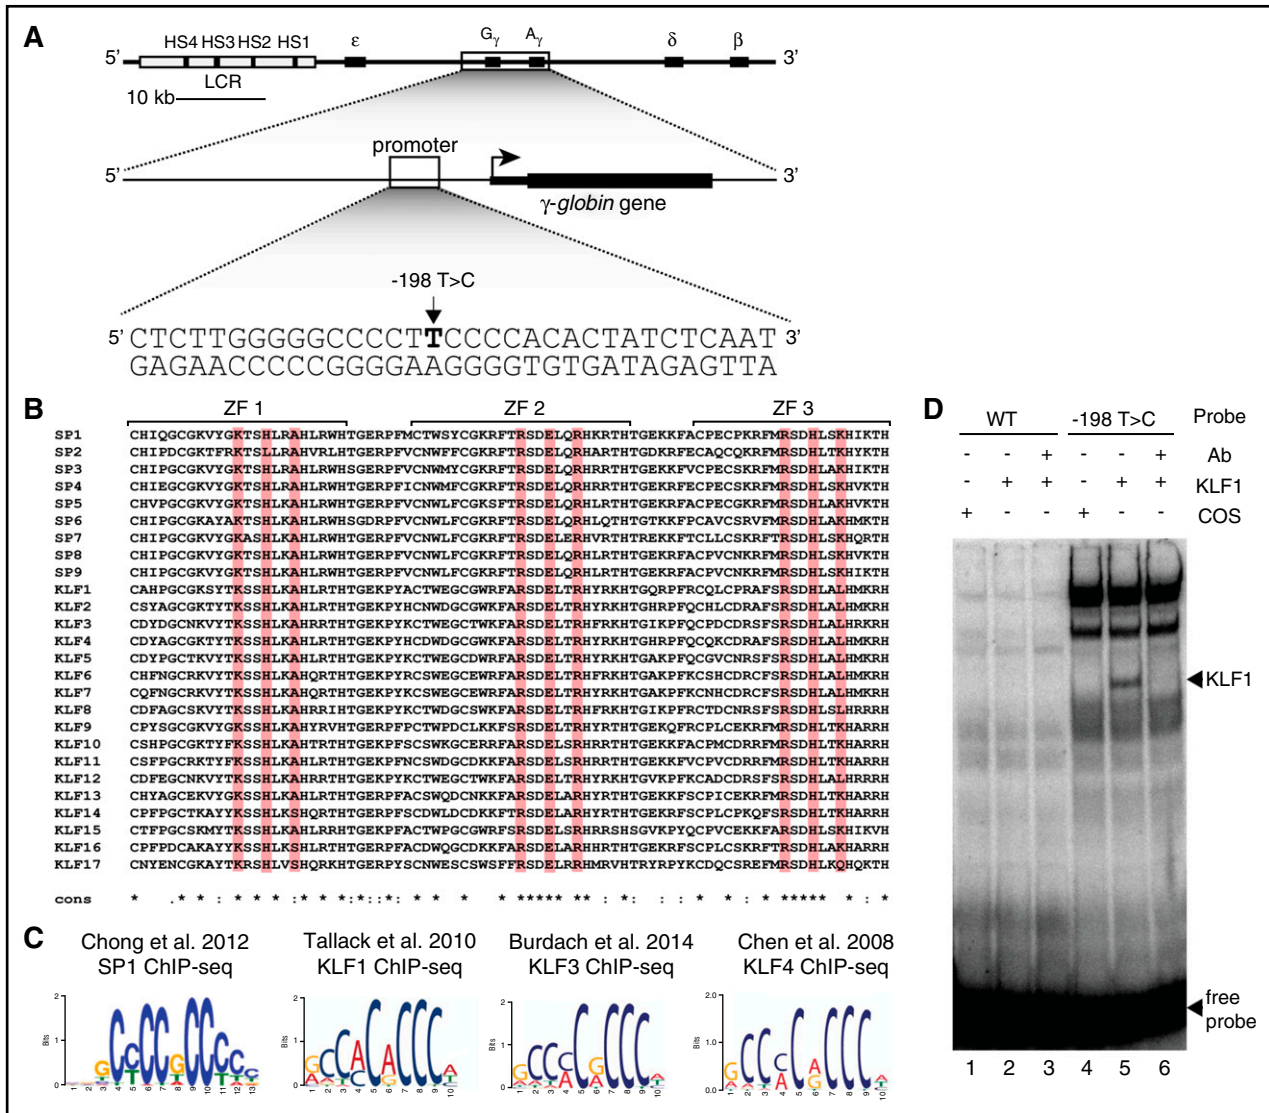 A
HS4 HS3 HS2 HS1
ε
Gγ
Aγ
δ
β
5’
3’
LCR
10 kb
promoter
5’
3’
γ-globin gene
-198 T>C
5’ CTCTTGGGGGCCCCTTCCCCACACTATCTCAAT 3’
GAGAACCCCCGGGGAAGGGGTGTGATAGAGTTA
B
ZF 1 ZF 2 ZF 3
SP1 CHIQGCGKVYGKTSHLRAHLRWHTGERPFMCTWSYCGKRFTRSDELQRHKRTHTGEKKFACPECPKRFMRSDHLSKHIKTH
SP2 CHIPDCGKTFRKTSLLRAHVRLHTGERPFVCNWFFCGKRFTRSDELQRHARTHTGDKRFECAQCQKRFMRSDHLTKHYKTH
SP3 CHIPGCGKVYGKTSHLRAHLRWHSGERPFVCNWMYCGKRFTRSDELQRHRRTHTGEKKFVCPECSKRFMRSDHLAKHIKTH
SP4 CHIEGCGKVYGKTSHLRAHLRWHTGERPFICNWMFCGKRFTRSDELQRHRRTHTGEKRFECPECSKRFMRSDHLSKHVKTH
SP5 CHVPGCGKVYGKTSHLKAHLRWHTGERPFVCNWLFCGKSFTRSDELQRHLRTHTGEKRFACPECGKRFMRSDHLAKHVKTH
SP6 CHIPGCGKAYAKTSHLKAHLRWHSGDRPFVCNWLFCGKRFTRSDELQRHLQTHTGTKKFPCAVCSRVFMRSDHLAKHMKTH
SP7 CHIPGCGKVYGKASHLKAHLRWHTGERPFVCNWLFCGKRFTRSDELERHVRTHTREKKFTCLLCSKRFTRSDHLSKHQRTH
SP8 CHIPGCGKVYGKTSHLKAHLRWHTGERPFVCNWLFCGKRFTRSDELQRHLRTHTGEKRFACPVCNKRFMRSDHLSKHVKTH
SP9 CHIPGCGKVYGKTSHLKAHLRWHTGERPFVCNWLFCGKRFTRSDELQRHLRTHTGEKRFACPVCNKRFMRSDHLSKHIKTH
KLF1 CAHPGCGKSYTKSSHLKAHLRTHTGEKPYACTWEGCGWRFARSDELTRHYRKHTGQRPFRCQLCDRAFSRSDHLALHMKRH
KLF2 CSYAGCGKTYTKSSHLKAHLRTHTGEKPYHCNWDGCGWKFARSDELTRHYRKHTGHRPFQCHLCDRAFSRSDHLALHMKRH
KLF3 CDYDGCNKVYTKSSHLKAHRRTHTGEKPYKCTWEGCTWKFARSDELTRHFRKHTGIKPFQCPDCDRSFSRSDHLALHRKRH
KLF4 CDYAGCGKTYTKSSHLKAHLRTHTGEKPYHCDWDGCGWKFARSDELTRHYRKHTGHRPFQCQKCDRAFSRSDHLALHMKRH
KLF5 CDYPGCTKVYTKSSHLKAHLRTHTGEKPYKCTWEGCDWRFARSDELTRHYRKHTGAKPFQCGVCNRSFSRSDHLALHMKRH
KLF6 CHFNGCRKVYTKSSHLKAHQRTHTGEKPYRCSWEGCEWRFARSDELTRHFRKHTGAKPFKCSHCDRCFSRSDHLALHMKRH
KLF7 CQFNGCRKVYTKSSHLKAHQRTHTGEKPYKCSWEGCEWRFARSDELTRHYRKHTGAKPFKCNHCDRCFSRSDHLALHMKRH
KLF8 CDFAGCSKVYTKSSHLKAHRRIHTGEKPYKCTWDGCSWKFARSDELTRHFRKHTGIKPFRCTDCNRSFSRSDHLSLHRRRH
KLF9 CPYSGCGKVYGKSSHLKAHYRVHTGERPFPCTWPDCLKKFSRSDELTRHYRTHTGEKQFRCPLCEKRFMRSDHLTKHARRH
KLF10 CSHPGCGKTYFKSSHLKAHTRTHTGEKPFSCSWKGCERRFARSDELSRHRRTHTGEKKFACPMCDRRFMRSDHLTKHARRH
KLF11 CSFPGCRKTYFKSSHLKAHLRTHTGEKPFNCSWDGCDKKFARSDELSRHRRTHTGEKKFVCPVCDRRFMRSDHLTKHARRH
KLF12 CDFEGCNKVYTKSSHLKAHRRTHTGEKPYKCTWEGCTWKFARSDELTRHYRKHTGVKPFKCADCDRSFSRSDHLALHRRRH
KLF13 CHYAGCEKVYGKSSHLKAHLRTHTGERPFACSWQDCNKKFARSDELARHYRTHTGEKKFSCPICEKRFMRSDHLTKHARRH
KLF14 CPFPGCTKAYYKSSHLKSHLRTHTGERPFSCDWLDCDKKFTRSDELARHYRTHTGEKRFSCPLCPKQFSRSDHLTKHARRH
KLF15 CTFPGCSKMYTKSSHLKAHLRRHTGEKPFACTWPGCGWRFSRSDELSRHRRSHSGVKPYQCPVCEKKFARSDHLSKHIKVH
KLF16 CPFPDCAKAYYKSSHLKSHLRTHTGERPFACDWQGCDKKFARSDELARHHRTHTGEKRFSCPLCSKRFTRSDHLAKHARRH
KLF17 CNYENCGKAYTKRSHLVSHQRKHTGERPYSCNWESCSWSFFRSDELRRHMRVHTRYRPYKCDQCSREFMRSDHLKQHQKTH
cons
C
Chong et al. 2012
SP1 ChIP-seq
Tallack et al. 2010
KLF1 ChIP-seq
Burdach et al. 2014
KLF3 ChIP-seq
Chen et al. 2008
KLF4 ChIP-seq
D
WT -198 T>C Probe
- - + - - + Ab
- + + - + + KLF1
+ - - + - - COS
KLF1
free
probe
1 2 3 4 5 6